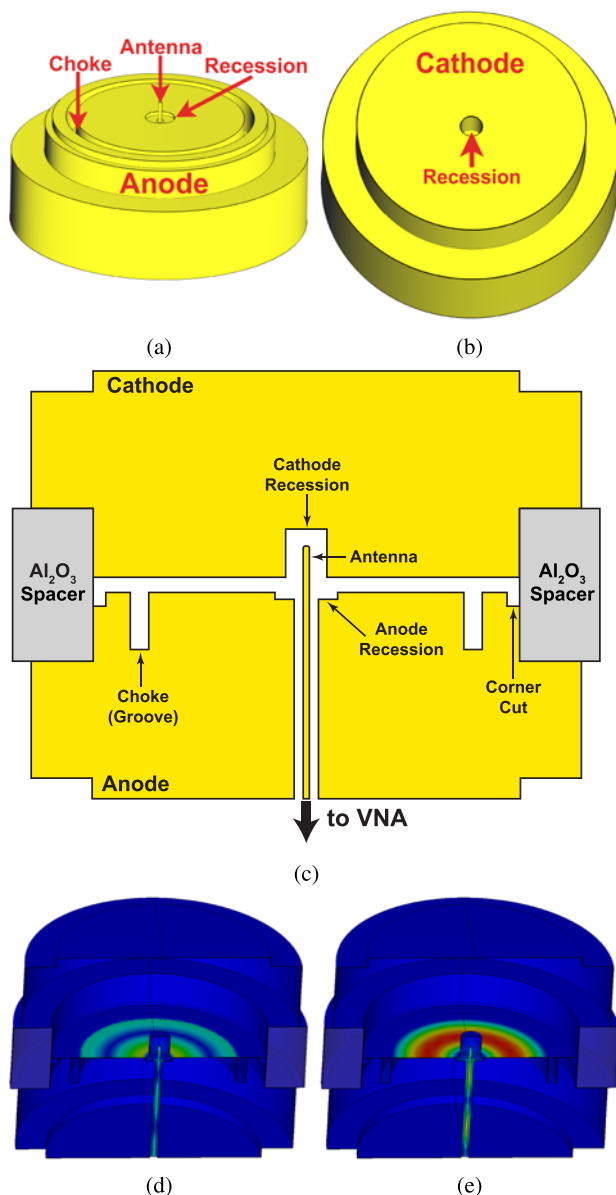 Antenna
Choke
Recession
Anode
(a)
Cathode
Recession
(b)
Cathode
Cathode
Recession
Antenna
Al2O3
Spacer
Al2O3
Spacer
Anode
Recession
Choke
(Groove)
Corner
Cut
Anode
to VNA
(c)
(d)
(e)